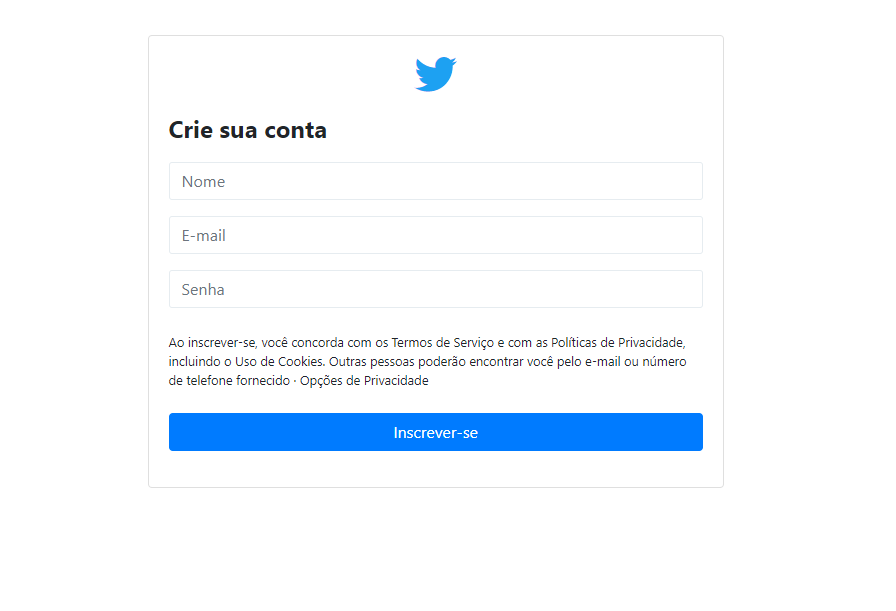 Crie sua conta
Nome
E-mail
Senha
Ao inscrever-se, você concorda com os Termos de Serviço e com as Políticas de Privacidade,
incluindo o Uso de Cookies. Outras pessoas poderão encontrar você pelo e-mail ou número
de telefone fornecido · Opções de Privacidade
Inscrever-se